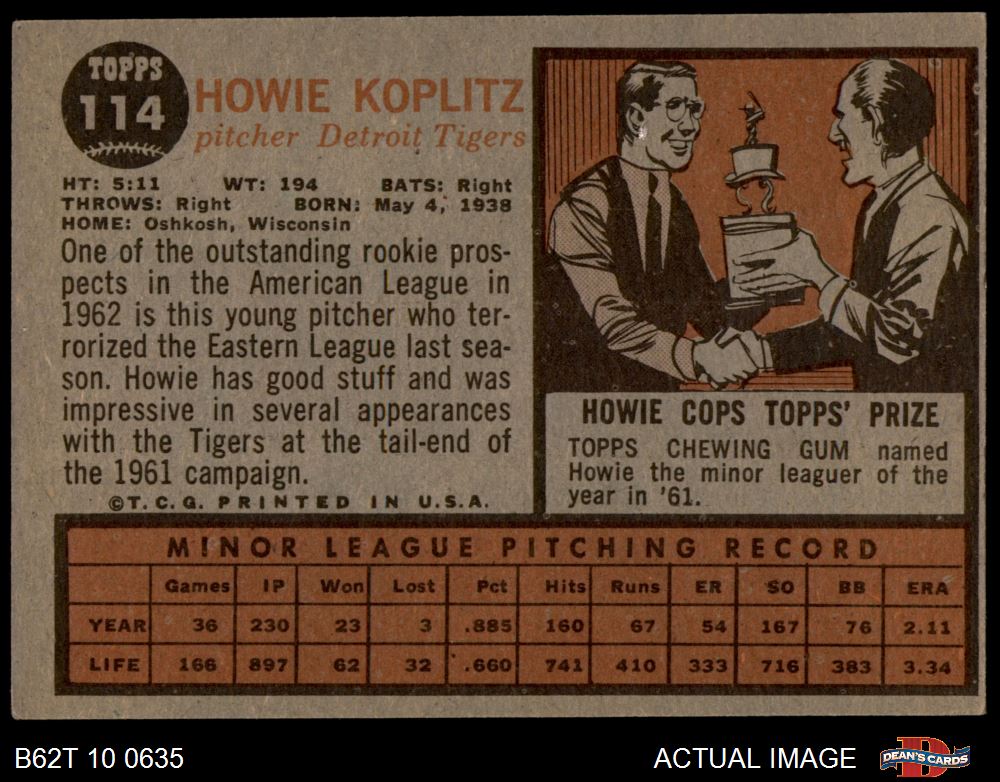 TOPPS
114
HOWIE KOPLITZ
pitcher Detroit Tigers
HT: 5:11 WT: 194 BATS: Right
THROWS: Right BORN: May 4, 1938
HOME: Oshkosh, Wisconsin
One of the outstanding rookie pros-
pects in the American League in
1962 is this young pitcher who ter-
rorized the Eastern League last sea-
son. Howie has good stuff and was
impressive in several appearances
with the Tigers at the tail-end of
the 1961 campaign.
©T.C.G. PRINTED IN U.S.A.
HOWIE COPS TOPPS' PRIZE
TOPPS CHEWING GUM named
Howie the minor leaguer of the
year in '61.
MINOR LEAGUE PITCHING RECORD
Games IP Won Lost Pct Hits Runs ER SO BB ERA
YEAR 36 230 23 3 .885 160 67 54 167 76 2.11
LIFE 166 897 62 32 .660 741 410 333 716 383 3.34
B62T 10 0635 ACTUAL IMAGE DEAN'S CARDS